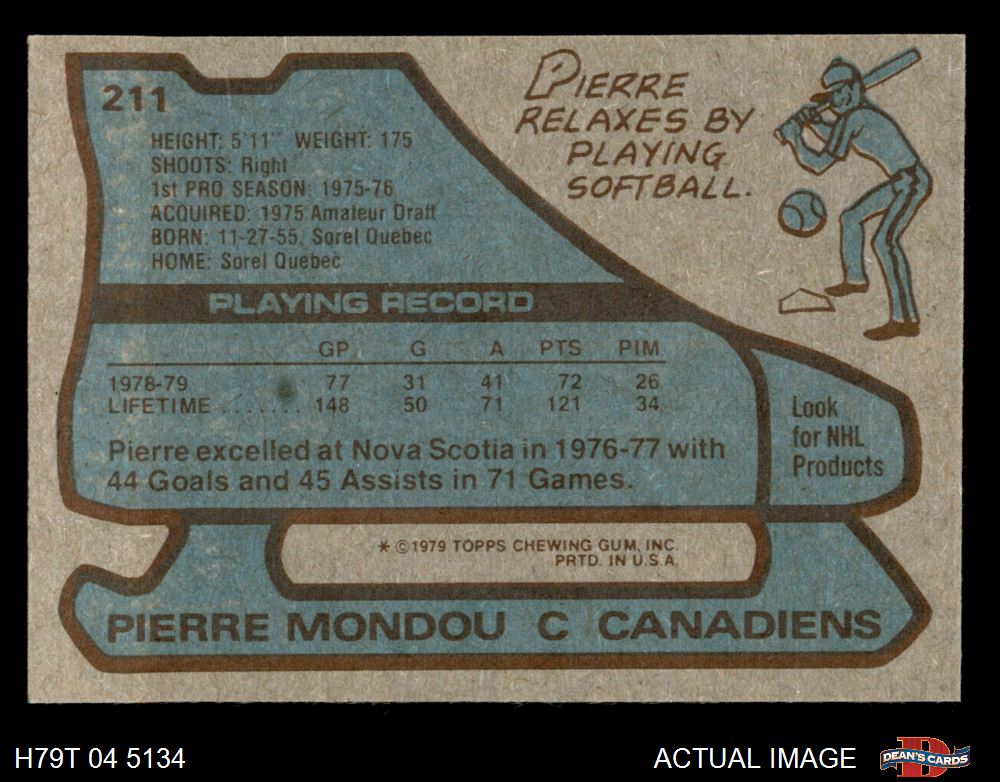 211
HEIGHT: 5'11" WEIGHT: 175
SHOOTS: Right
1st PRO SEASON: 1975-76
ACQUIRED: 1975 Amateur Draft
BORN: 11-27-55, Sorel Quebec
HOME: Sorel Quebec
PIERRE
RELAXES BY
PLAYING
SOFTBALL.
PLAYING RECORD
GP G A PTS PIM
1978-79 77 31 41 72 26
LIFETIME ........ 148 50 71 121 34
Pierre excelled at Nova Scotia in 1976-77 with
44 Goals and 45 Assists in 71 Games.
Look
for NHL
Products
* ©1979 TOPPS CHEWING GUM, INC.
PRTD. IN U.S.A.
PIERRE MONDOU C CANADIENS
H79T 04 5134
ACTUAL IMAGE
DEAN'S CARDS